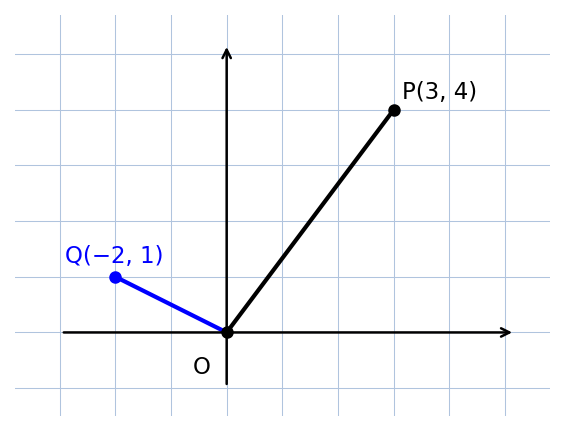 P(3, 4)
Q(−2, 1)
O